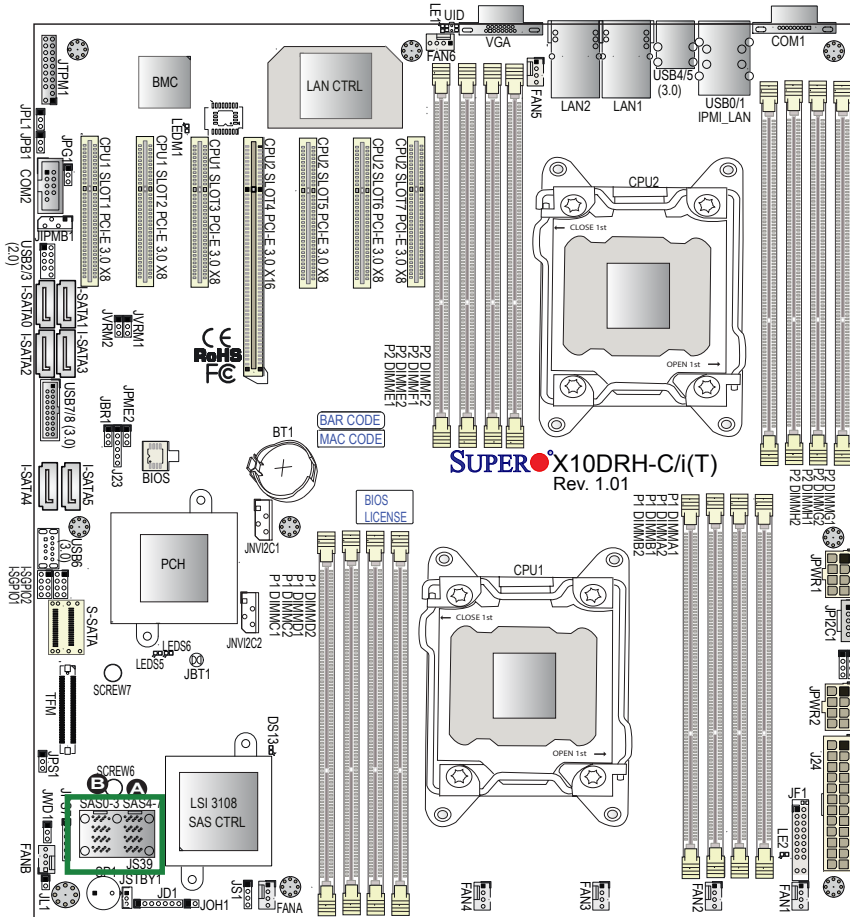 LE1
UID
FAN6
VGA
COM1
JTPM1
BMC
LAN CTRL
FAN5
LAN2
LAN1
USB4/5
(3.0)
USB0/1
IPMI_LAN
JPL1
JPB1
JPG1
COM2
LEDM1
CPU1 SLOT1 PCI-E 3.0 X8
CPU1 SLOT2 PCI-E 3.0 X8
CPU1 SLOT3 PCI-E 3.0 X8
CPU2 SLOT4 PCI-E 3.0 X16
CPU2 SLOT5 PCI-E 3.0 X8
CPU2 SLOT6 PCI-E 3.0 X8
CPU2 SLOT7 PCI-E 3.0 X8
CPU2
CLOSE 1st
OPEN 1st
JIPMB1
USB2/3
(2.0)
I-SATA0
I-SATA1
I-SATA2
I-SATA3
JVRM2
JVRM1
CE
RoHS
FC
P2 DIMME1
P2 DIMME2
P2 DIMMF1
P2 DIMMF2
USB7/8 (3.0)
JBR1
JPME2
J23
BIOS
BT1
BAR CODE
MAC CODE
SUPER X10DRH-C/i(T)
Rev. 1.01
P2 DIMMH2
P2 DIMMH1
P2 DIMMG2
P2 DIMMG1
I-SATA4
I-SATA5
BIOS
LICENSE
JNVI2C1
P1 DIMMB2
P1 DIMMB1
P1 DIMMA2
P1 DIMMA1
USB6
(3.0)
I-SGPIO1
I-SGPIO2
PCH
P1 DIMMC1
P1 DIMMC2
P1 DIMMD1
P1 DIMMD2
CPU1
CLOSE 1st
OPEN 1st
JPWR1
JPI2C1
S-SATA
JNVI2C2
LEDS6
LEDS5
JBT1
SCREW7
TFM
JPWR2
DS13
J24
JPS1
SCREW6
B
A
SAS0-3
SAS4-7
LSI 3108
SAS CTRL
JF1
JWD1
FANB
JS39
LE2
JSTBY1
JL1
JD1
JOH1
JS1
FANA
FAN4
FAN3
FAN2
FAN1